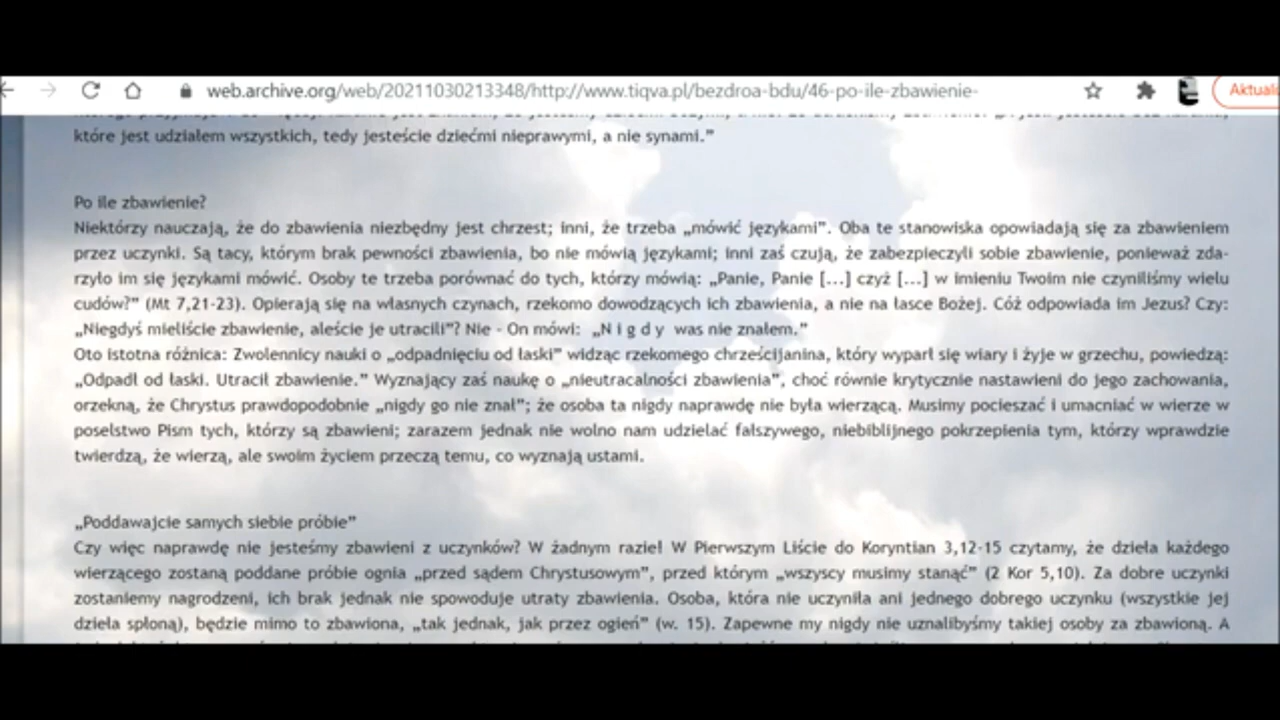 web.archive.org/web/20211030213348/http://www.tiqva.pl/bezdroa-bdu/46-po-ile-zbawienie-
Aktuali
które jest udziałem wszystkich, tedy jesteście dziećmi nieprawymi, a nie synami.”
Po ile zbawienie?
Niektórzy nauczają, że do zbawienia niezbędny jest chrzest; inni, że trzeba „mówić językami”. Oba te stanowiska opowiadają się za zbawieniem
przez uczynki. Są tacy, którym brak pewności zbawienia, bo nie mówią językami; inni zaś czują, że zabezpieczyli sobie zbawienie, ponieważ zda-
rzyło im się językami mówić. Osoby te trzeba porównać do tych, którzy mówią: „Panie, Panie [...] czyż [...] w imieniu Twoim nie czyniliśmy wielu
cudów?” (Mt 7,21-23). Opierają się na własnych czynach, rzekomo dowodzących ich zbawienia, a nie na łasce Bożej. Cóż odpowiada im Jezus? Czy:
„Niegdyś mieliście zbawienie, aleście je utracili”? Nie - On mówi: „N i g d y was nie znałem.”
Oto istotna różnica: Zwolennicy nauki o „odpadnięciu od łaski” widząc rzekomego chrześcijanina, który wyparł się wiary i żyje w grzechu, powiedzą:
„Odpadł od łaski. Utracił zbawienie.” Wyznający zaś naukę o „nieutracalności zbawienia”, choć równie krytycznie nastawieni do jego zachowania,
orzekną, że Chrystus prawdopodobnie „nigdy go nie znał”; że osoba ta nigdy naprawdę nie była wierzącą. Musimy pocieszać i umacniać w wierze w
poselstwo Pism tych, którzy są zbawieni; zarazem jednak nie wolno nam udzielać fałszywego, niebiblijnego pokrzepienia tym, którzy wprawdzie
twierdzą, że wierzą, ale swoim życiem przeczą temu, co wyznają ustami.
„Poddawajcie samych siebie próbie”
Czy więc naprawdę nie jesteśmy zbawieni z uczynków? W żadnym razie! W Pierwszym Liście do Koryntian 3,12-15 czytamy, że dzieła każdego
wierzącego zostaną poddane próbie ognia „przed sądem Chrystusowym”, przed którym „wszyscy musimy stanąć” (2 Kor 5,10). Za dobre uczynki
zostaniemy nagrodzeni, ich brak jednak nie spowoduje utraty zbawienia. Osoba, która nie uczyniła ani jednego dobrego uczynku (wszystkie jej
dzieła spłoną), będzie mimo to zbawiona, „tak jednak, jak przez ogień” (w. 15). Zapewne my nigdy nie uznalibyśmy takiej osoby za zbawioną. A